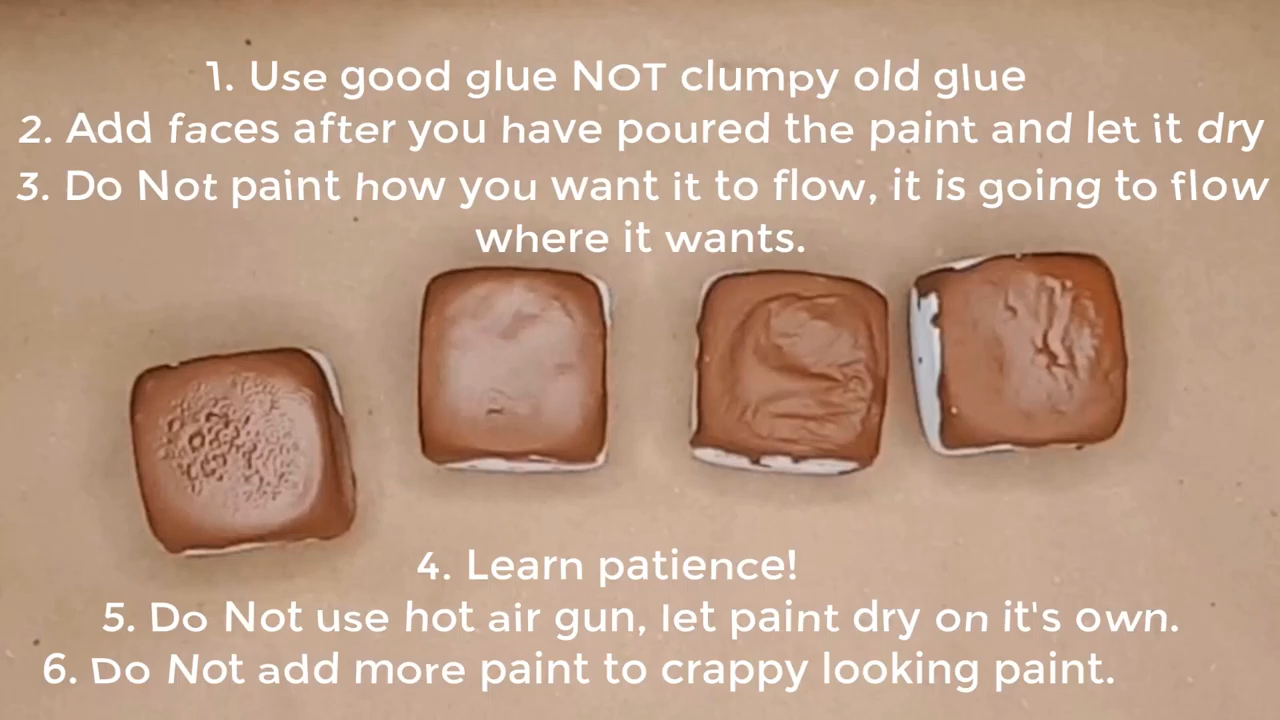 1. Use good glue NOT clumpy old glue
2. Add faces after you have poured the paint and let it dry
3. Do Not paint how you want it to flow, it is going to flow
where it wants.
4. Learn patience!
5. Do Not use hot air gun, let paint dry on it's own.
6. Do Not add more paint to crappy looking paint.